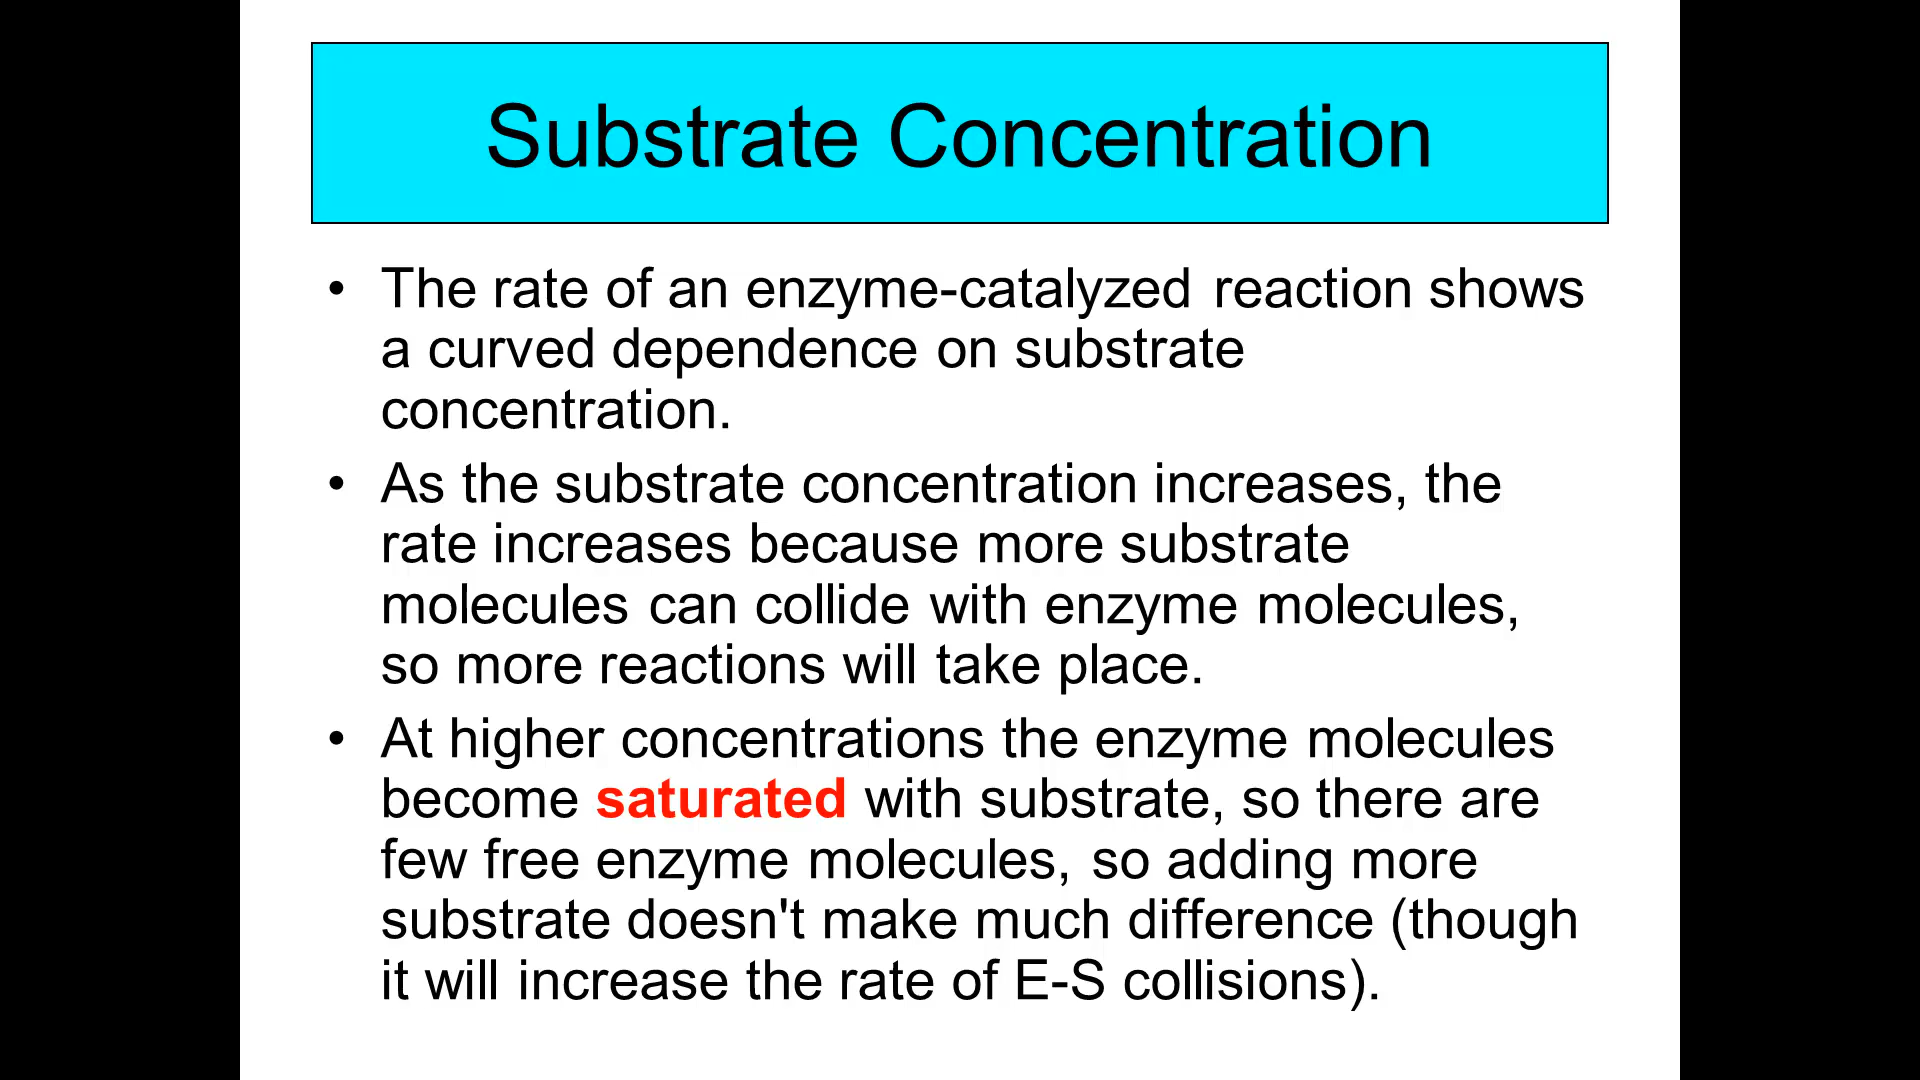 Substrate Concentration
• The rate of an enzyme-catalyzed reaction shows
a curved dependence on substrate
concentration.
• As the substrate concentration increases, the
rate increases because more substrate
molecules can collide with enzyme molecules,
so more reactions will take place.
• At higher concentrations the enzyme molecules
become saturated with substrate, so there are
few free enzyme molecules, so adding more
substrate doesn't make much difference (though
it will increase the rate of E-S collisions).